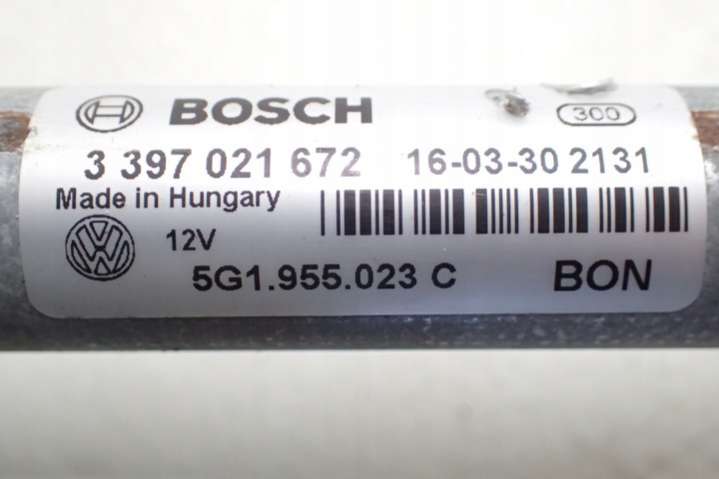 BOSCH 300
3 397 021 672 16-03-30 2131
Made in Hungary
12V
5G1.955.023 C BON